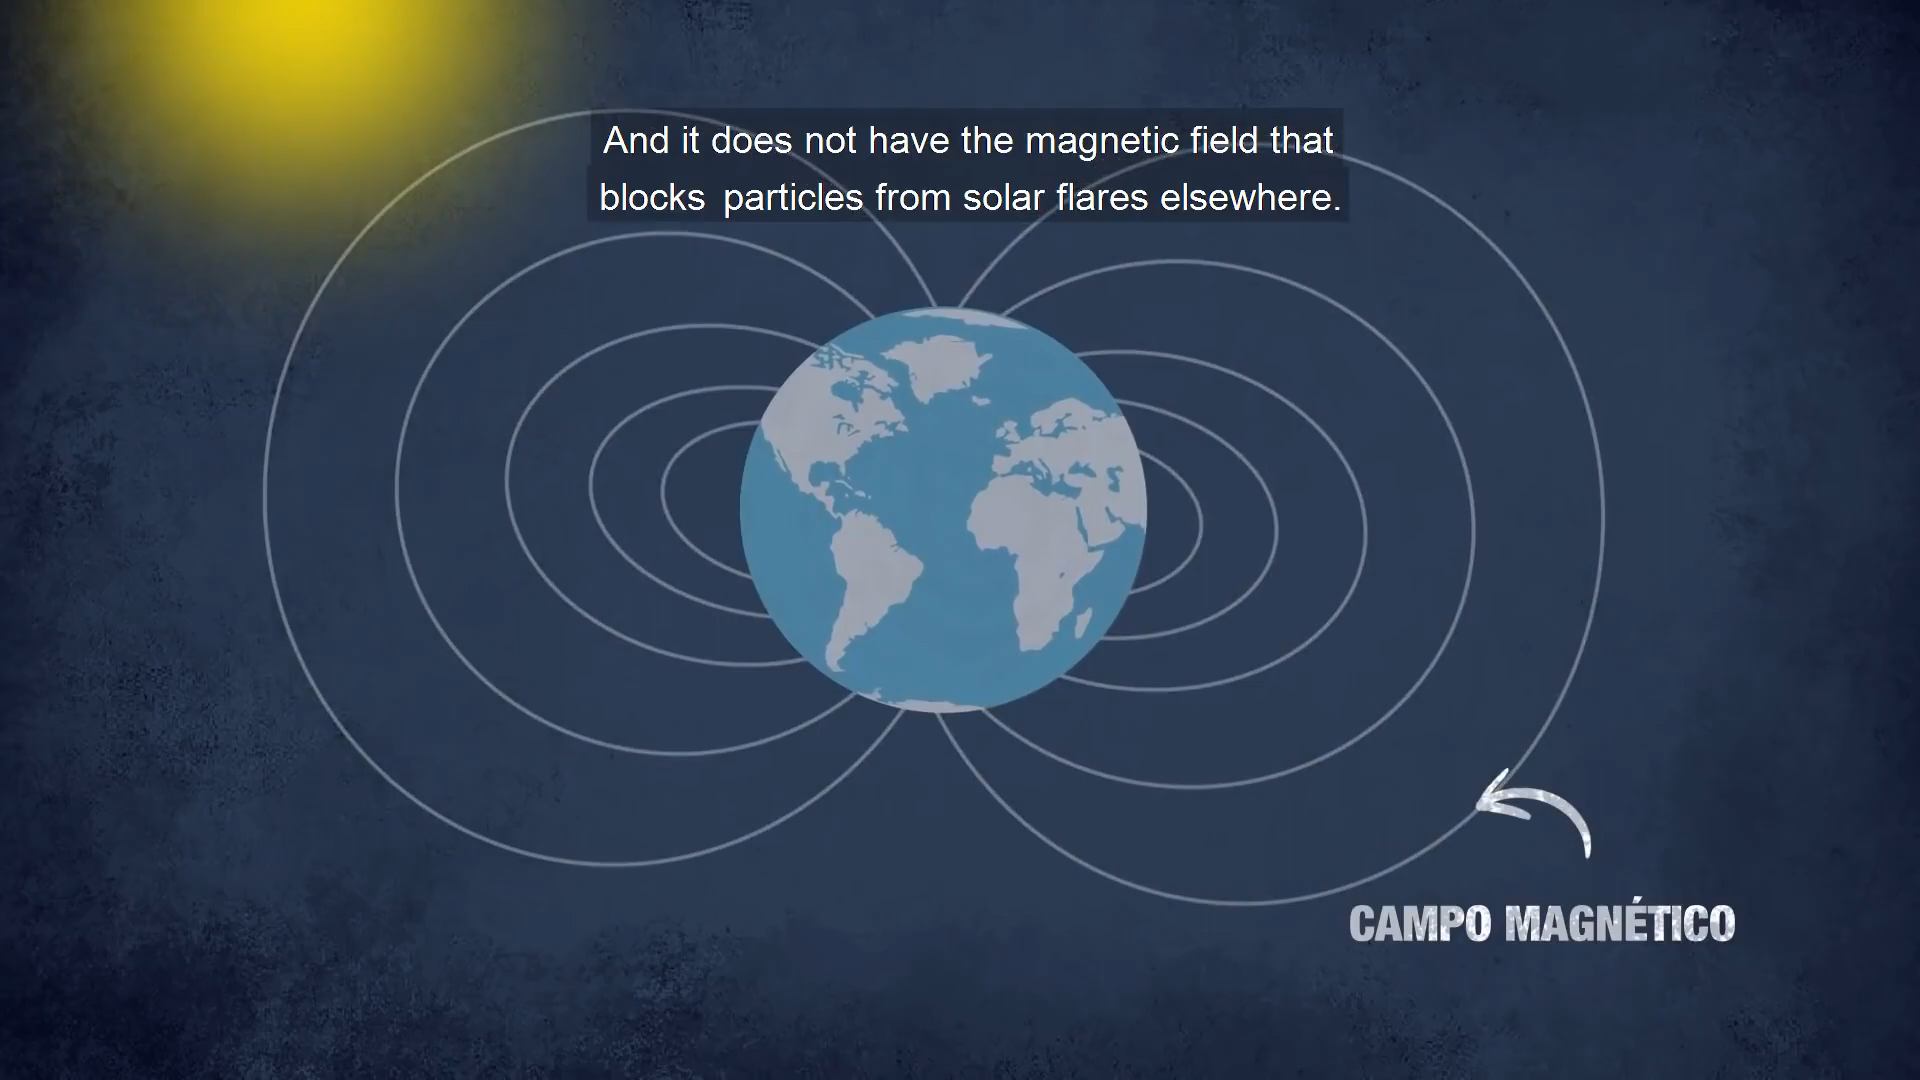 And it does not have the magnetic field that
blocks particles from solar flares elsewhere.
CAMPO MAGNÉTICO